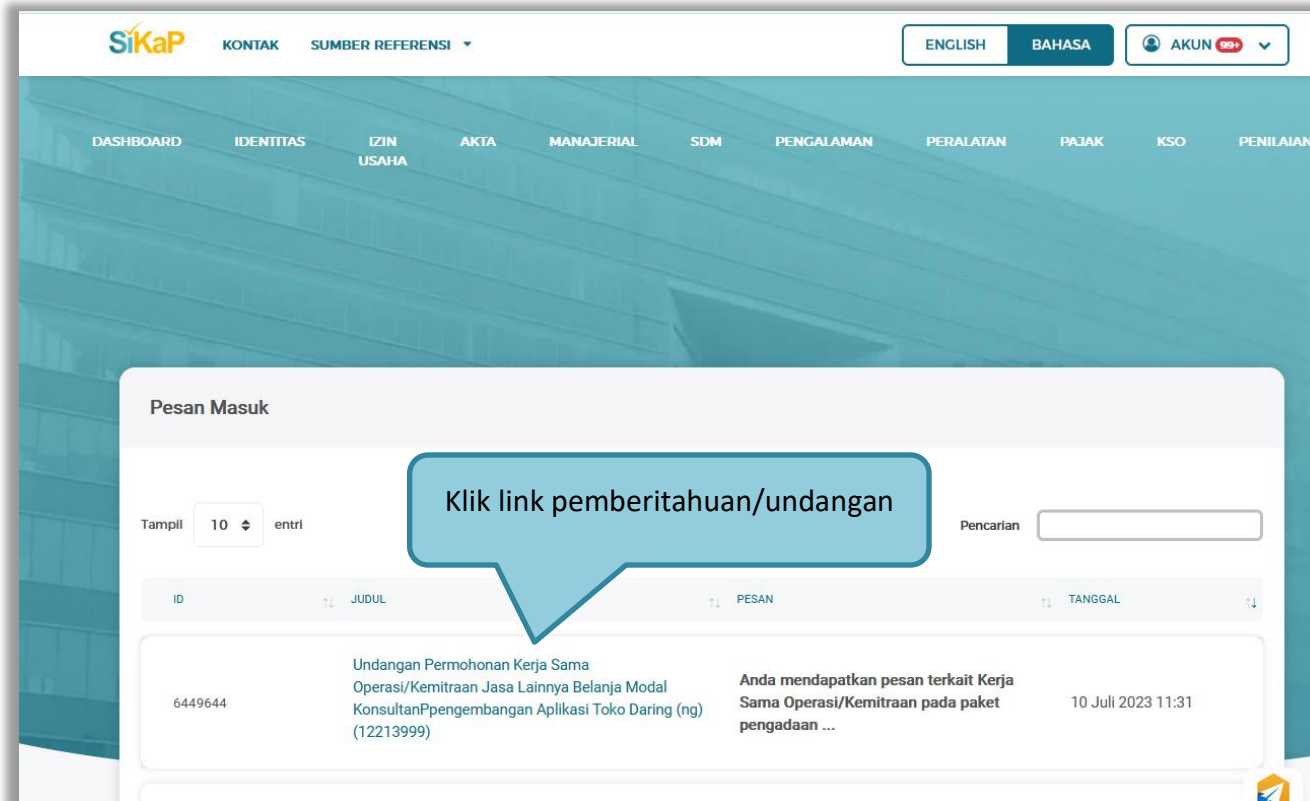 SiKaP KONTAK SUMBER REFERENSI ENGLISH BAHASA AKUN 99+
DASHBOARD IDENTITAS IZIN USAHA AKTA MANAJERIAL SDM PENGALAMAN PERALATAN PAJAK KSO PENILAIAN
Pesan Masuk
Klik link pemberitahuan/undangan
Tampil 10 entri Pencarian
ID JUDUL PESAN TANGGAL
6449644
Undangan Permohonan Kerja Sama
Operasi/Kemitraan Jasa Lainnya Belanja Modal
KonsultanPpengembangan Aplikasi Toko Daring (ng)
(12213999)
Anda mendapatkan pesan terkait Kerja
Sama Operasi/Kemitraan pada paket
pengadaan ...
10 Juli 2023 11:31